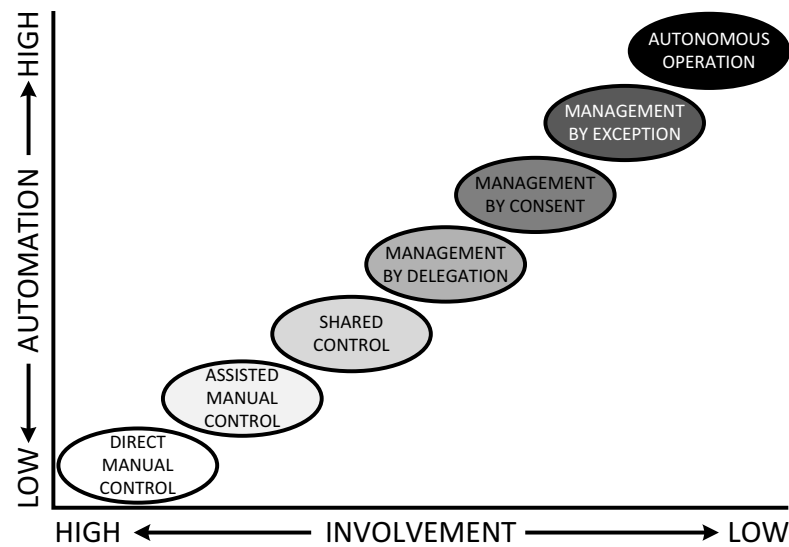 AUTONOMOUS
OPERATION
MANAGEMENT
BY EXCEPTION
MANAGEMENT
BY CONSENT
MANAGEMENT
BY DELEGATION
SHARED
CONTROL
ASSISTED
MANUAL
CONTROL
DIRECT
MANUAL
CONTROL
LOW AUTOMATION HIGH
HIGH INVOLVEMENT LOW